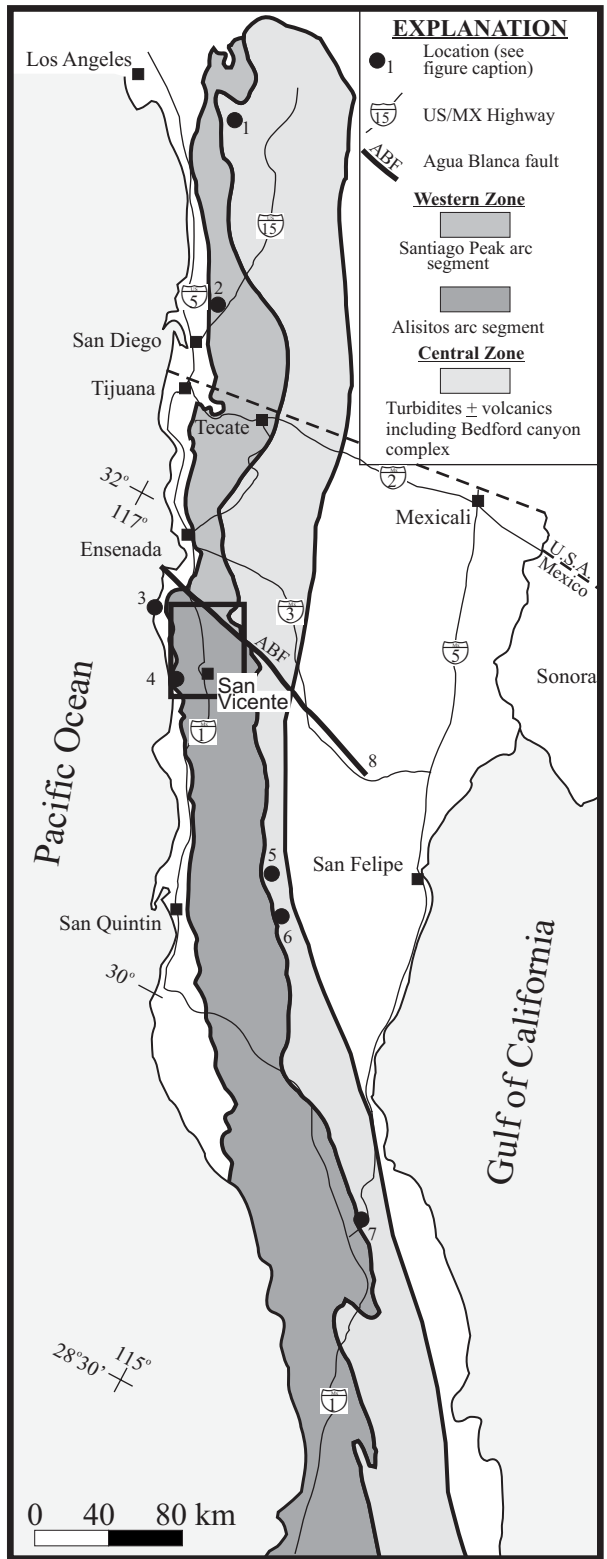 EXPLANATION
Location (see
figure caption)
1
15
US/MX Highway
ABF
Agua Blanca fault
Western Zone
Santiago Peak arc
segment
Alisitos arc segment
Central Zone
Turbidites ± volcanics
including Bedford canyon
complex
Los Angeles
1
15
2
5
San Diego
Tijuana
Tecate
2
32°
117°
Mexicali
Ensenada
U.S.A.
Mexico
3
3
ABF
5
4
San
Vicente
Sonora
1
8
Pacific Ocean
5
San Felipe
6
San Quintin
30°
Gulf of California
7
28°30'
115°
1
0 40 80 km